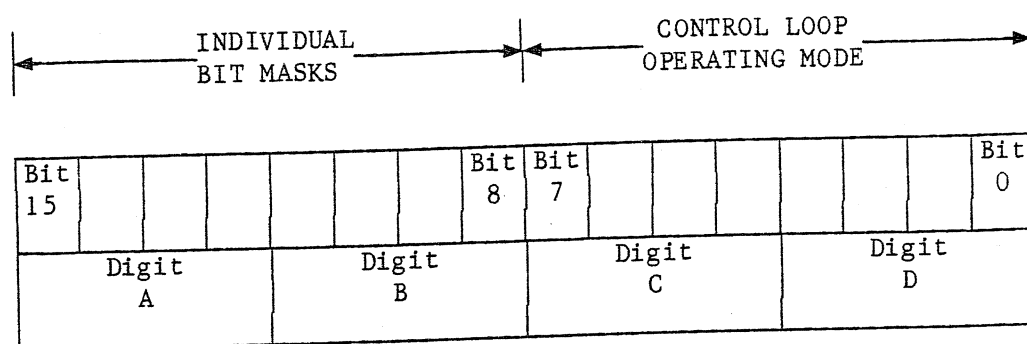 INDIVIDUAL
BIT MASKS
CONTROL LOOP
OPERATING MODE
Bit
15
Bit
8
Bit
7
Bit
0
Digit
A
Digit
B
Digit
C
Digit
D